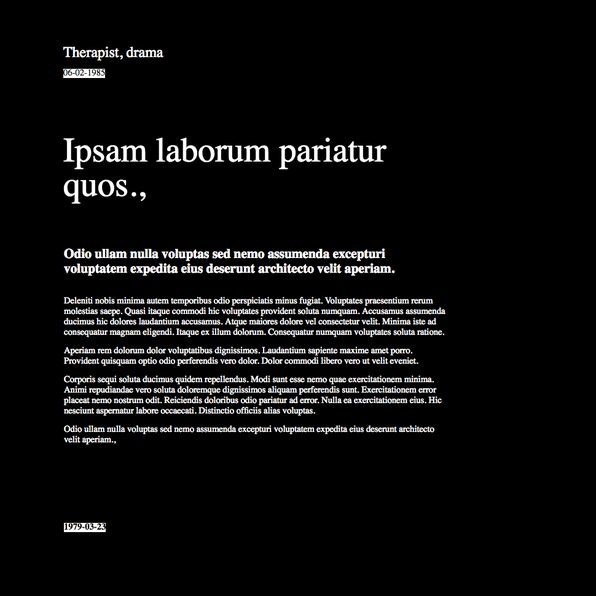 Therapist, drama
06-02-1985
Ipsam laborum pariatur
quos.,
Odio ullam nulla voluptas sed nemo assumenda excepturi
voluptatem expedita eius deserunt architecto velit aperiam.
Deleniti nobis minima autem temporibus odio perspiciatis minus fugiat. Voluptates praesentium rerum
molestias saepe. Quasi itaque commodi hic voluptates provident soluta numquam. Accusamus assumenda
ducimus hic dolores laudantium accusamus. Atque maiores dolore vel consectetur velit. Minima iste ad
consequatur magnam eligendi. Itaque ex illum dolorum. Consequatur numquam voluptates soluta ratione.
Aperiam rem dolorum dolor voluptatibus dignissimos. Laudantium sapiente maxime amet porro.
Provident quisquam optio odio perferendis vero dolor. Dolor commodi libero vero ut velit eveniet.
Corporis sequi soluta ducimus quidem repellendus. Modi sunt esse nemo quae exercitationem minima.
Animi repudiandae vero soluta doloremque dignissimos aliquam perferendis sunt. Exercitationem error
placeat nemo nostrum odit. Reiciendis doloribus odio pariatur ad error. Nulla ea exercitationem eius. Hic
nesciunt aspernatur labore occaecati. Distinctio officiis alias voluptas.
Odio ullam nulla voluptas sed nemo assumenda excepturi voluptatem expedita eius deserunt architecto
velit aperiam.,
1979-03-23